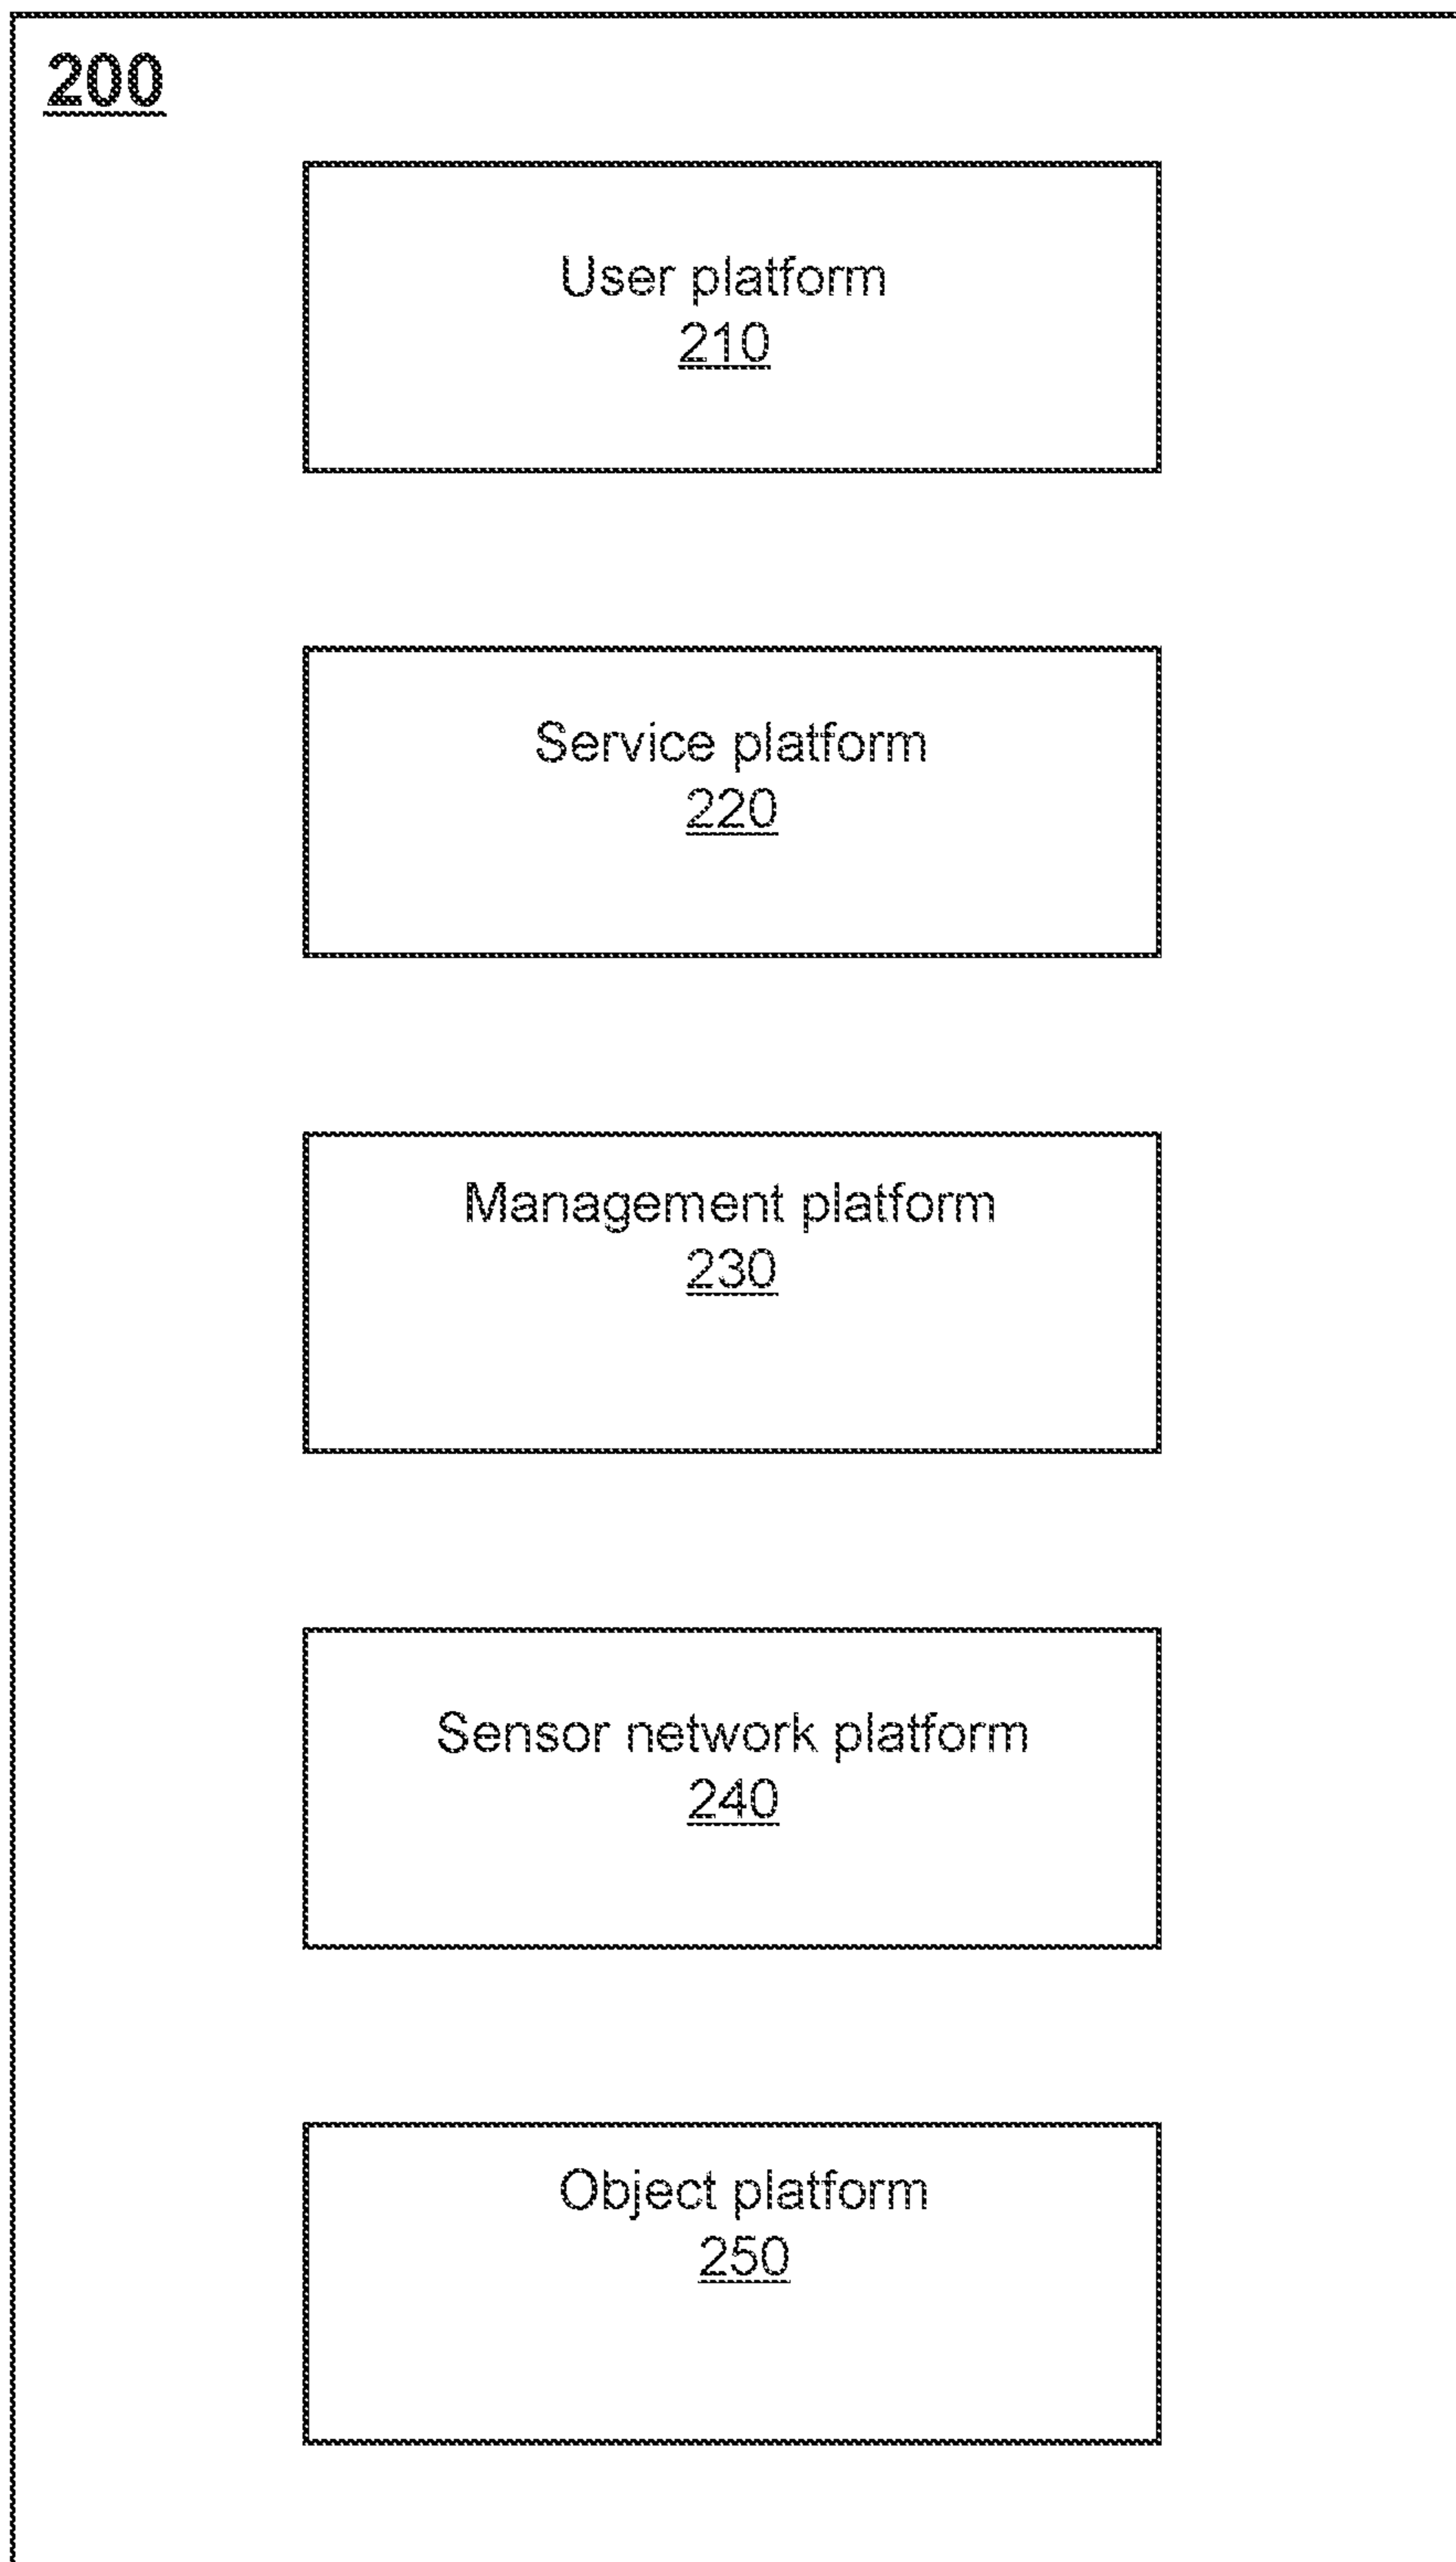 200
User platform
210
Service platform
220
Management platform
230
Sensor network platform
240
Object platform
250